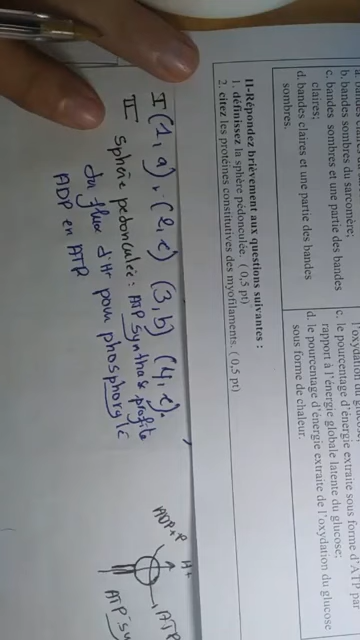 b. bandes sombres du sarcomère;
c. bandes sombres et une partie des bandes
claires;
d. bandes claires et une partie des bandes
sombres.
c. le pourcentage d'énergie extraite sous forme d'ATP par
rapport à l'énergie globale latente du glucose;
d. le pourcentage d'énergie extraite de l'oxydation du glucose
sous forme de chaleur.
II-Répondez brièvement aux questions suivantes :
1. définissez la sphère pédonculée. ( 0,5 pt)
2. citez les protéines constitutives des myofilaments. ( 0,5 pt)
I (1, a) . (2, c) (3, b) (4, c).
II Sphère pédonculée : ATP synthase profite
du flux d'H+ pour phosphoryle
ADP en ATP
ADP+P
H+
ATP